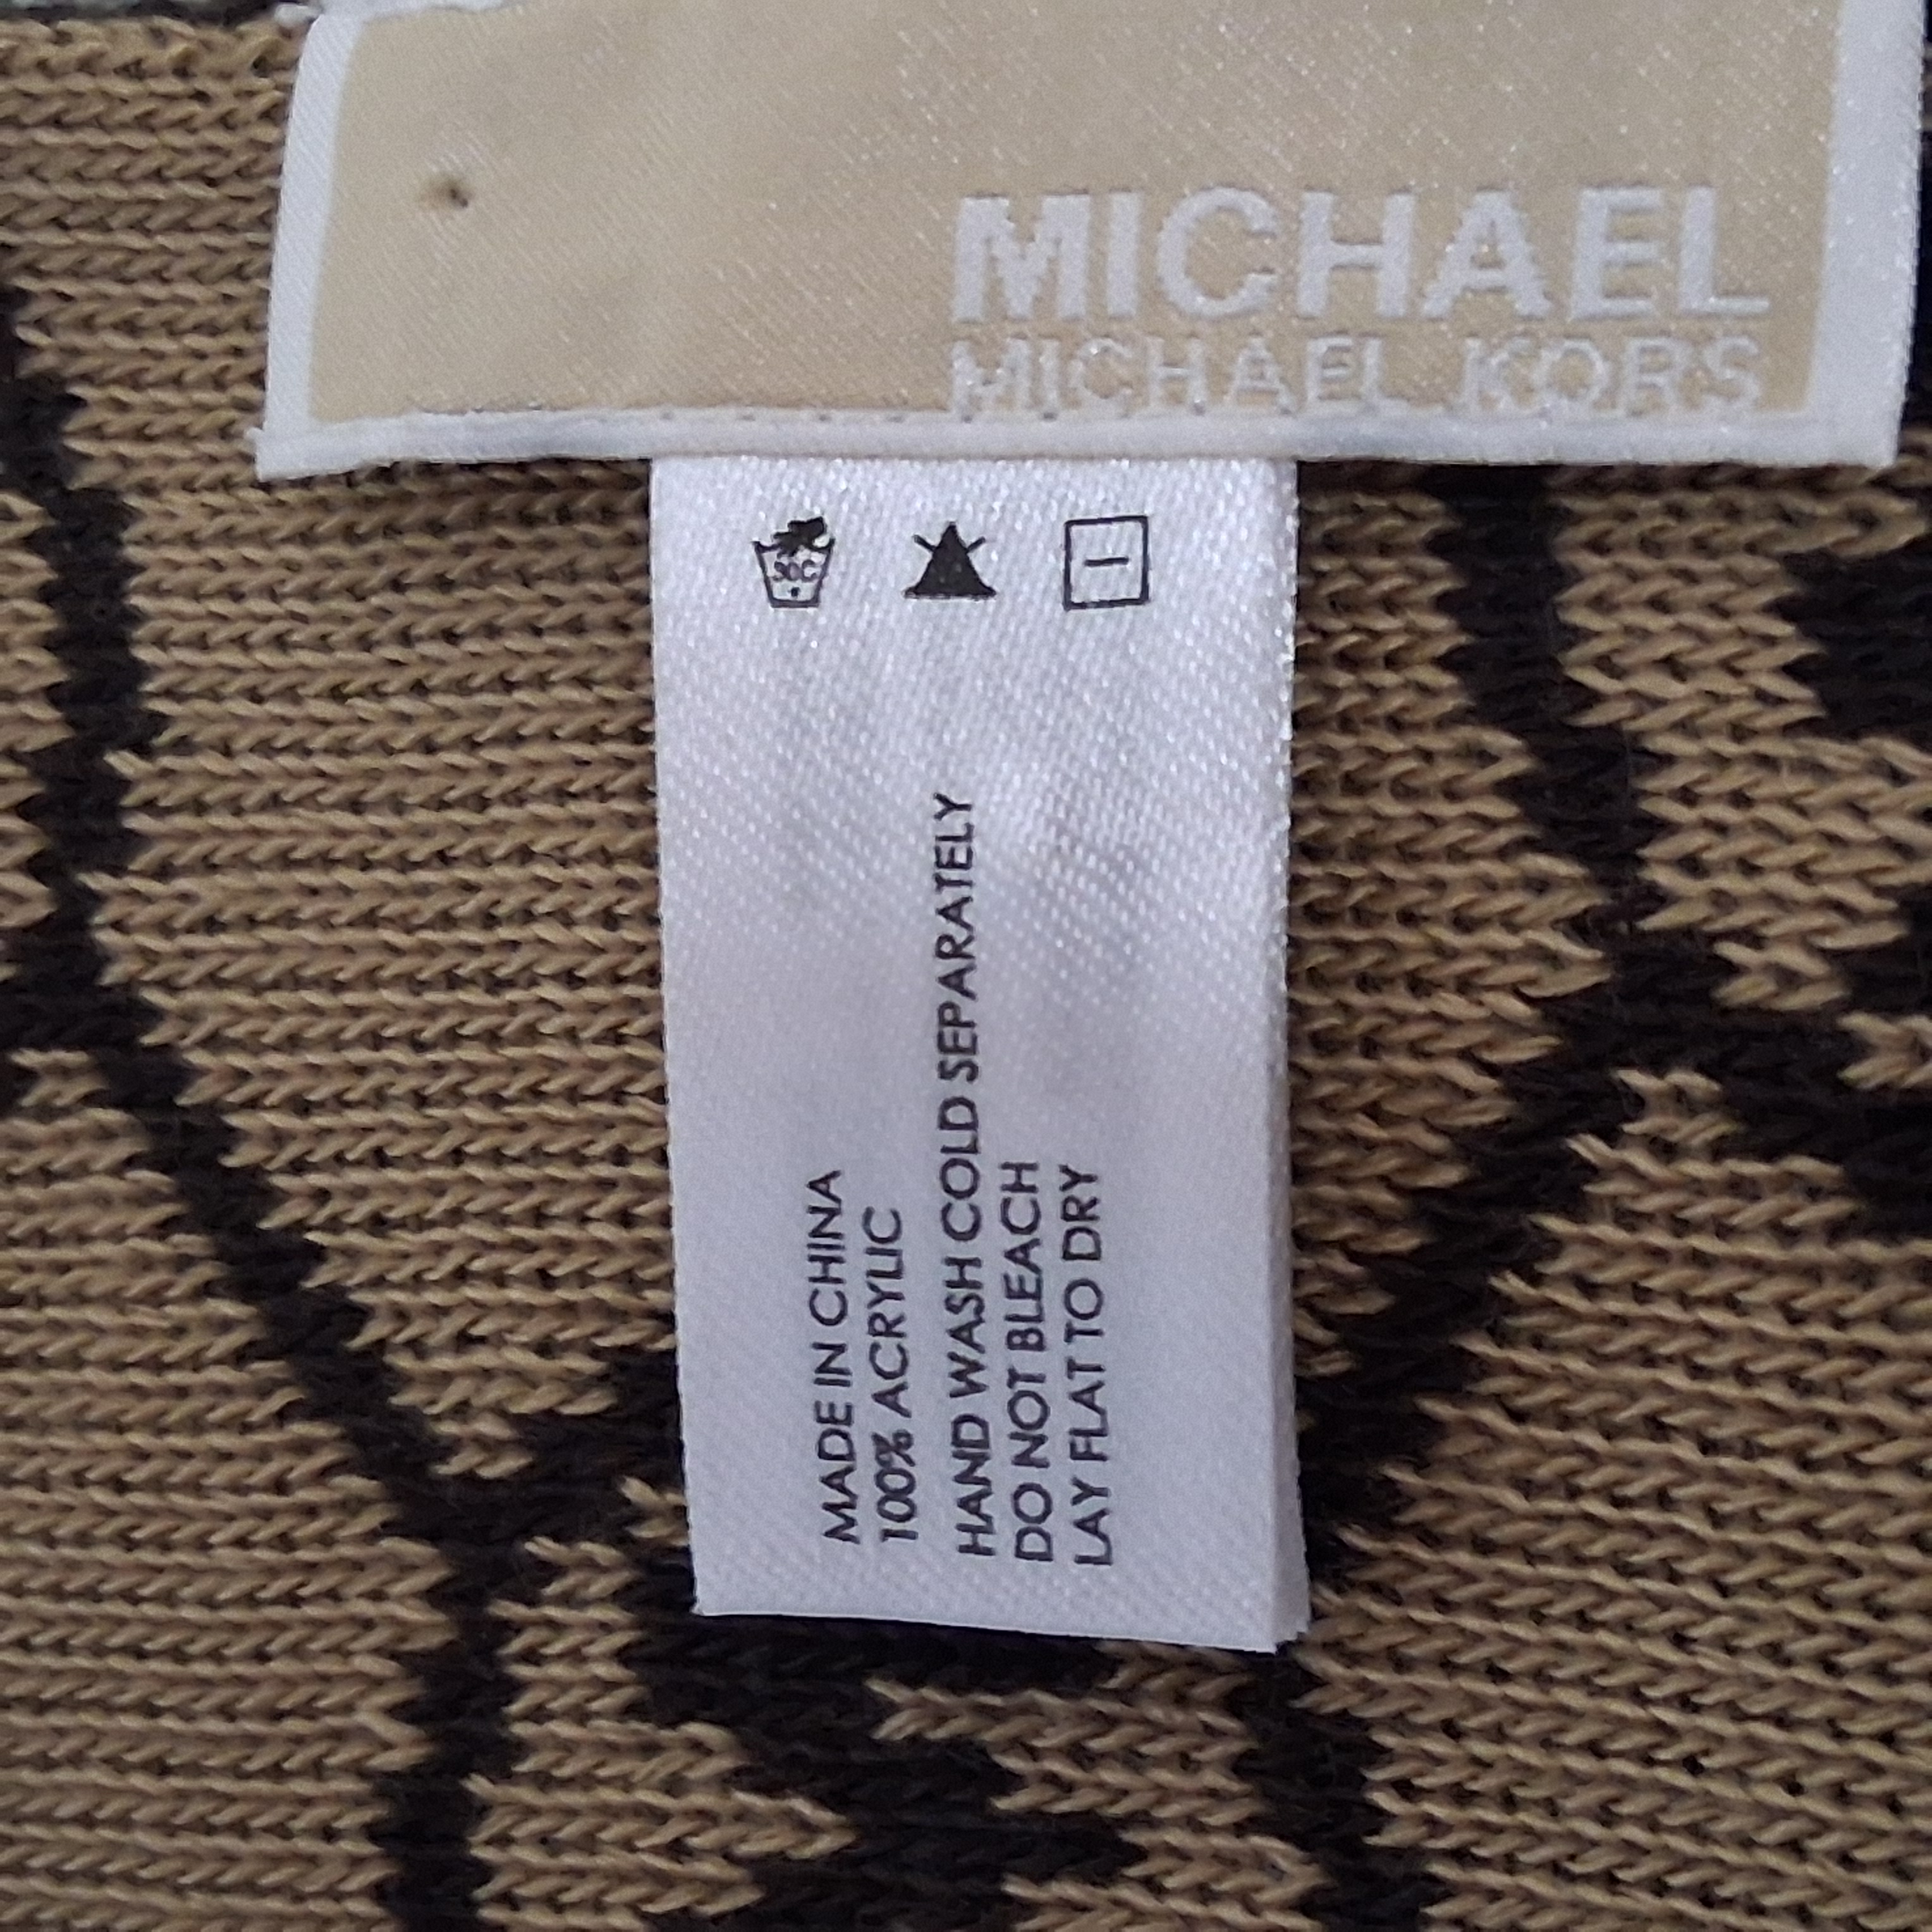 MICHAEL
MICHAEL KORS
30C
MADE IN CHINA
100% ACRYLIC
HAND WASH COLD SEPARATELY
DO NOT BLEACH
LAY FLAT TO DRY